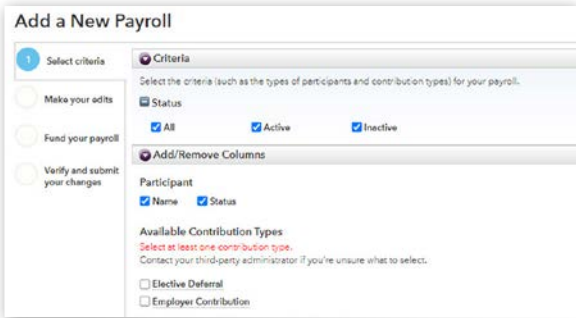 Add a New Payroll
1 Select criteria
Make your edits
Fund your payroll
Verify and submit
your changes
Criteria
Select the criteria (such as the types of participants and contribution types) for your payroll.
Status
All Active Inactive
Add/Remove Columns
Participant
Name Status
Available Contribution Types
Select at least one contribution type.
Contact your third-party administrator if you're unsure what to select.
Elective Deferral
Employer Contribution